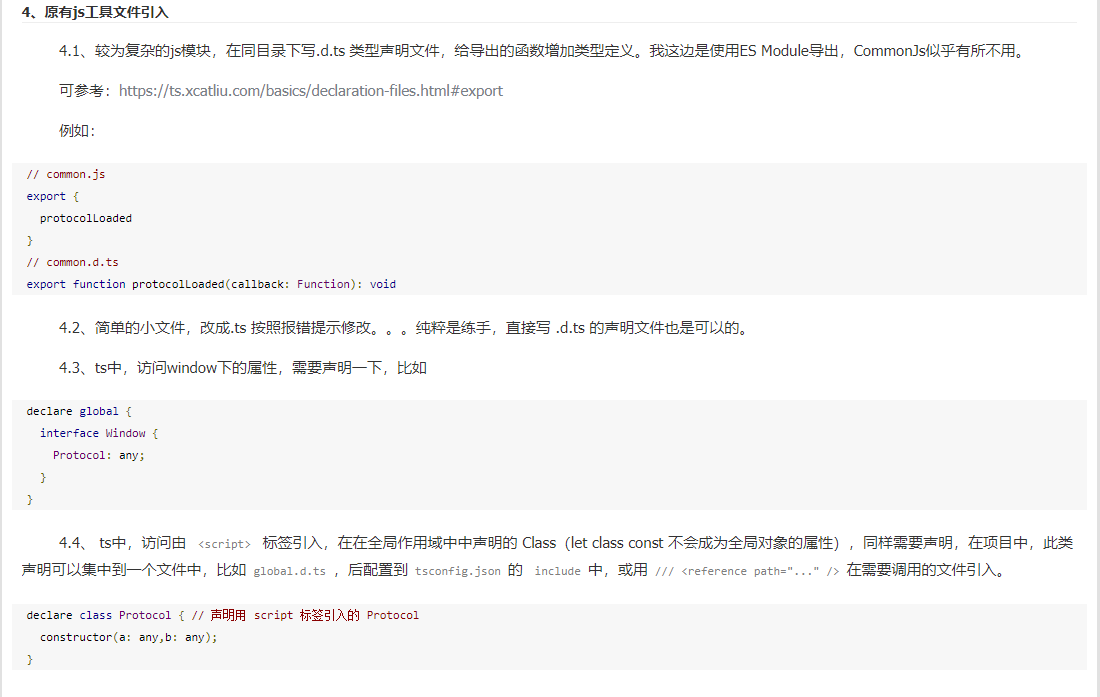 4、原有js工具文件引入
4.1、较为复杂的js模块，在同目录下写.d.ts 类型声明文件，给导出的函数增加类型定义。我这边是使用ES Module导出，CommonJs似乎有所不用。
可参考：https://ts.xcatliu.com/basics/declaration-files.html#export
例如：
// common.js
export {
  protocolLoaded
}
// common.d.ts
export function protocolLoaded(callback: Function): void
4.2、简单的小文件，改成.ts 按照报错提示修改。。。纯粹是练手，直接写 .d.ts 的声明文件也是可以的。
4.3、ts中，访问window下的属性，需要声明一下，比如
declare global {
  interface Window {
    Protocol: any;
  }
}
4.4、 ts中，访问由 <script> 标签引入，在在全局作用域中中声明的 Class（let class const 不会成为全局对象的属性），同样需要声明，在项目中，此类
声明可以集中到一个文件中，比如 global.d.ts ，后配置到 tsconfig.json 的 include 中，或用 /// <reference path="..." /> 在需要调用的文件引入。
declare class Protocol { // 声明用 script 标签引入的 Protocol
  constructor(a: any,b: any);
}